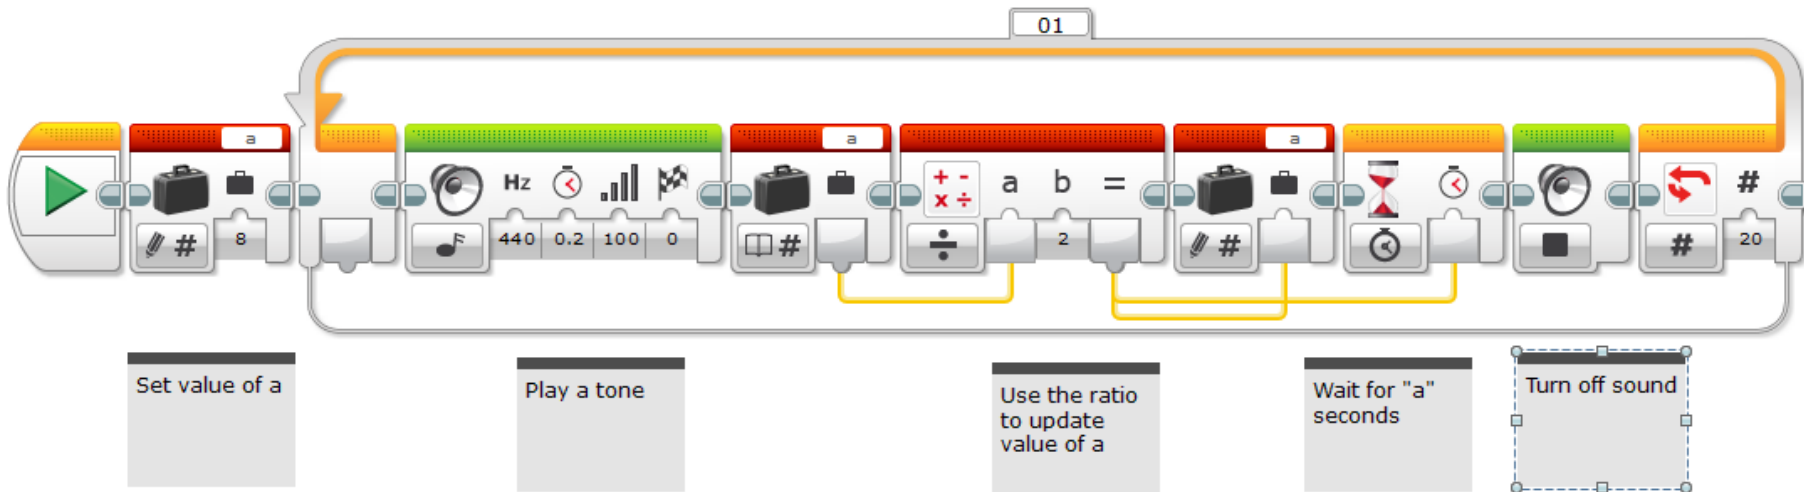 01
a
a
a
Hz
a b =
#
#
8
440 0.2 100 0
#
2
#
#
20
Set value of a
Play a tone
Use the ratio
to update
value of a
Wait for "a"
seconds
Turn off sound